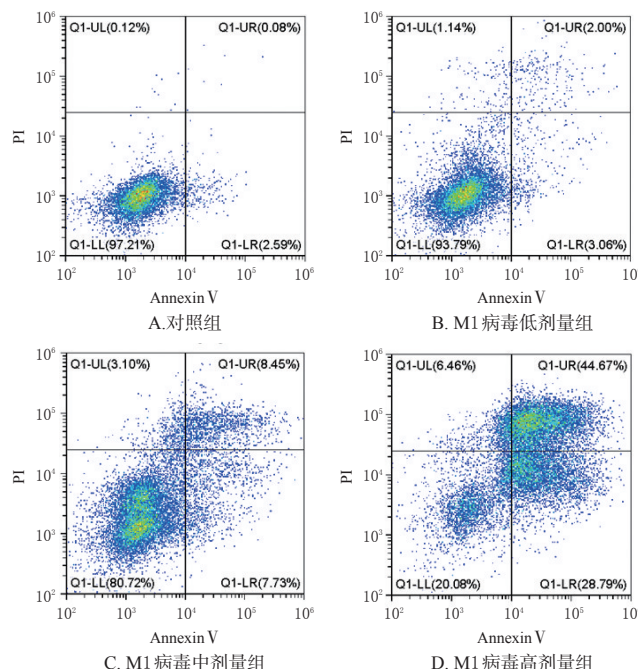 Q1-UL(0.12%) Q1-UR(0.08%)
10⁶
10⁵
PI
10⁴
10³
10²
Q1-LL(97.21%) Q1-LR(2.59%)
10² 10³ 10⁴ 10⁵ 10⁶
Annexin V
A.对照组
Q1-UL(1.14%) Q1-UR(2.00%)
10⁶
10⁵
PI
10⁴
10³
10²
Q1-LL(93.79%) Q1-LR(3.06%)
10² 10³ 10⁴ 10⁵ 10⁶
Annexin V
B. M1病毒低剂量组
Q1-UL(3.10%) Q1-UR(8.45%)
10⁶
10⁵
PI
10⁴
10³
10²
Q1-LL(80.72%) Q1-LR(7.73%)
10² 10³ 10⁴ 10⁵ 10⁶
Annexin V
C. M1病毒中剂量组
Q1-UL(6.46%) Q1-UR(44.67%)
10⁶
10⁵
PI
10⁴
10³
10²
Q1-LL(20.08%) Q1-LR(28.79%)
10² 10³ 10⁴ 10⁵ 10⁶
Annexin V
D. M1病毒高剂量组